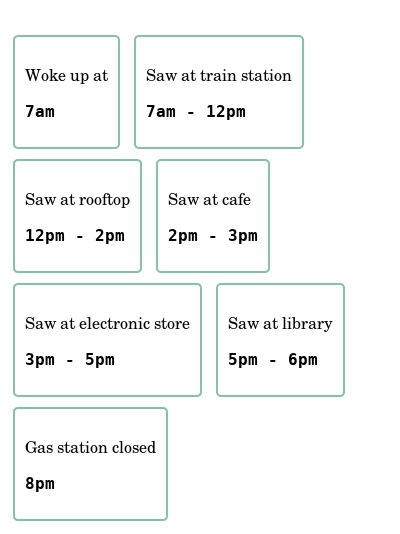 Woke up at
7am
Saw at train station
7am - 12pm
Saw at rooftop
12pm - 2pm
Saw at cafe
2pm - 3pm
Saw at electronic store
3pm - 5pm
Saw at library
5pm - 6pm
Gas station closed
8pm